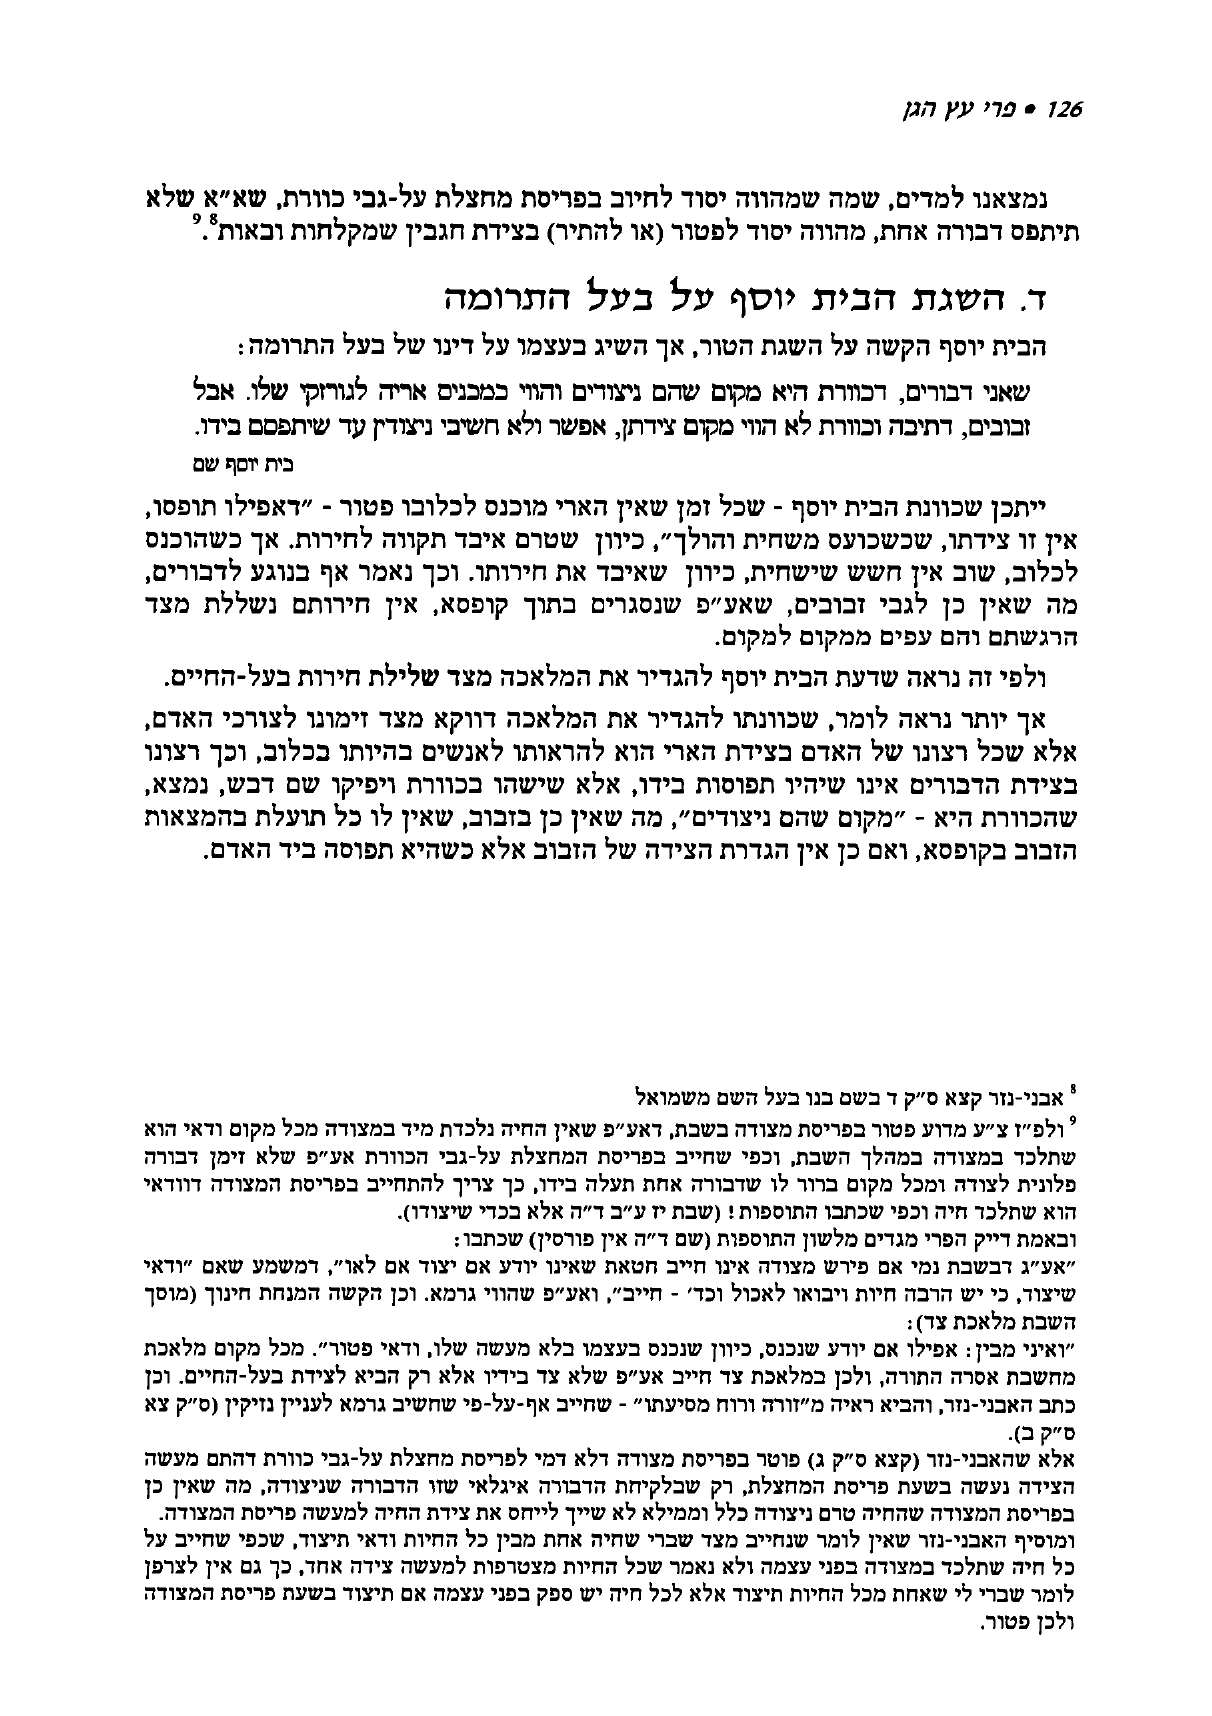 126 • פרי עץ הגן
נמצאנו למדים, שמה שמהווה יסוד לחיוב בפריסת מחצלת על-גבי כוורת, שא"א שלא
תיתפס דבורה אחת, מהווה יסוד לפטור (או להתיר) בצידת חגבין שמקלחות ובאות8. 9
ד. השגת הבית יוסף על בעל התרומה
הבית יוסף הקשה על השגת הטור, אך השיג בעצמו על דינו של בעל התרומה:
שאני דבורים, דכוורת היא מקום שהם ניצודים והווי כמכנים אריה לגורזקי שלו. אבל
זבובים, דתיבה וכוורת לא הווי מקום צידתן, אפשר ולא חשיבי ניצודין עד שיתפסם בידו.
בית יוסף שם
ייתכן שכוונת הבית יוסף - שכל זמן שאין הארי מוכנס לכלובו פטור - "דאפילו תופסו,
אין זו צידתו, שכשכועס משחית והולך", כיוון שטרם איבד תקווה לחירות. אך כשהוכנס
לכלוב, שוב אין חשש שישחית, כיוון שאיבד את חירותו. וכך נאמר אף בנוגע לדבורים,
מה שאין כן לגבי זבובים, שאע"פ שנסגרים בתוך קופסא, אין חירותם נשללת מצד
הרגשתם והם עפים ממקום למקום.
ולפי זה נראה שדעת הבית יוסף להגדיר את המלאכה מצד שלילת חירות בעל-החיים.
אך יותר נראה לומר, שכוונתו להגדיר את המלאכה דווקא מצד זימונו לצורכי האדם,
אלא שכל רצונו של האדם בצידת הארי הוא להראותו לאנשים בהיותו בכלוב, וכך רצונו
בצידת הדבורים אינו שיהיו תפוסות בידו, אלא שישהו בכוורת ויפיקו שם דבש, נמצא,
שהכוורת היא - "מקום שהם ניצודים", מה שאין כן בזבוב, שאין לו כל תועלת בהמצאות
הזבוב בקופסא, ואם כן אין הגדרת הצידה של הזבוב אלא כשהיא תפוסה ביד האדם.
8 אבני-נזר קצא ס"ק ד בשם בנו בעל השם משמואל
9 ולפ"ז צ"ע מדוע פטור בפריסת מצודה בשבת, דאע"פ שאין החיה נלכדת מיד במצודה מכל מקום ודאי הוא
שתלכד במצודה במהלך השבת, וכפי שחייב בפריסת המחצלת על-גבי הכוורת אע"פ שלא זימן דבורה
פלונית לצודה ומכל מקום ברור לו שדבורה אחת תעלה בידו, כך צריך להתחייב בפריסת המצודה דוודאי
הוא שתלכד חיה וכפי שכתבו התוספות! (שבת יז ע"ב ד"ה אלא בכדי שיצודו).
ובאמת דייק הפרי מגדים מלשון התוספות (שם ד"ה אין פורסין) שכתבו:
"אע"ג דבשבת נמי אם פירש מצודה אינו חייב חטאת שאינו יודע אם יצוד אם לאו", דמשמע שאם "ודאי
שיצוד, כי יש הרבה חיות ויבואו לאכול וכד' - חייב", ואע"פ שהווי גרמא. וכן הקשה המנחת חינוך (מוסך
השבת מלאכת צד):
"ואיני מבין: אפילו אם יודע שנכנס, כיוון שנכנס בעצמו בלא מעשה שלו, ודאי פטור". מכל מקום מלאכת
מחשבת אסרה התורה, ולכן במלאכת צד חייב אע"פ שלא צד בידיו אלא רק הביא לצידת בעל-החיים. וכן
כתב האבני-נזר, והביא ראיה מ"זורה ורוח מסיעתו" - שחייב אף-על-פי שחשיב גרמא לעניין נזיקין (ס"ק צא
ס"ק ב).
אלא שהאבני-נזר (קצא ס"ק ג) פוטר בפריסת מצודה דלא דמי לפריסת מחצלת על-גבי כוורת דהתם מעשה
הצידה נעשה בשעת פריסת המחצלת, רק שבלקיחת הדבורה איגלאי שזו הדבורה שניצודה, מה שאין כן
בפריסת המצודה שהחיה טרם ניצודה כלל וממילא לא שייך לייחס את צידת החיה למעשה פריסת המצודה.
ומוסיף האבני-נזר שאין לומר שנחייב מצד שברי שחיה אחת מבין כל החיות ודאי תיצוד, שכפי שחייב על
כל חיה שתלכד במצודה בפני עצמה ולא נאמר שכל החיות מצטרפות למעשה צידה אחד, כך גם אין לצרפן
לומר שברי לי שאחת מכל החיות תיצוד אלא לכל חיה יש ספק בפני עצמה אם תיצוד בשעת פריסת המצודה
ולכן פטור.